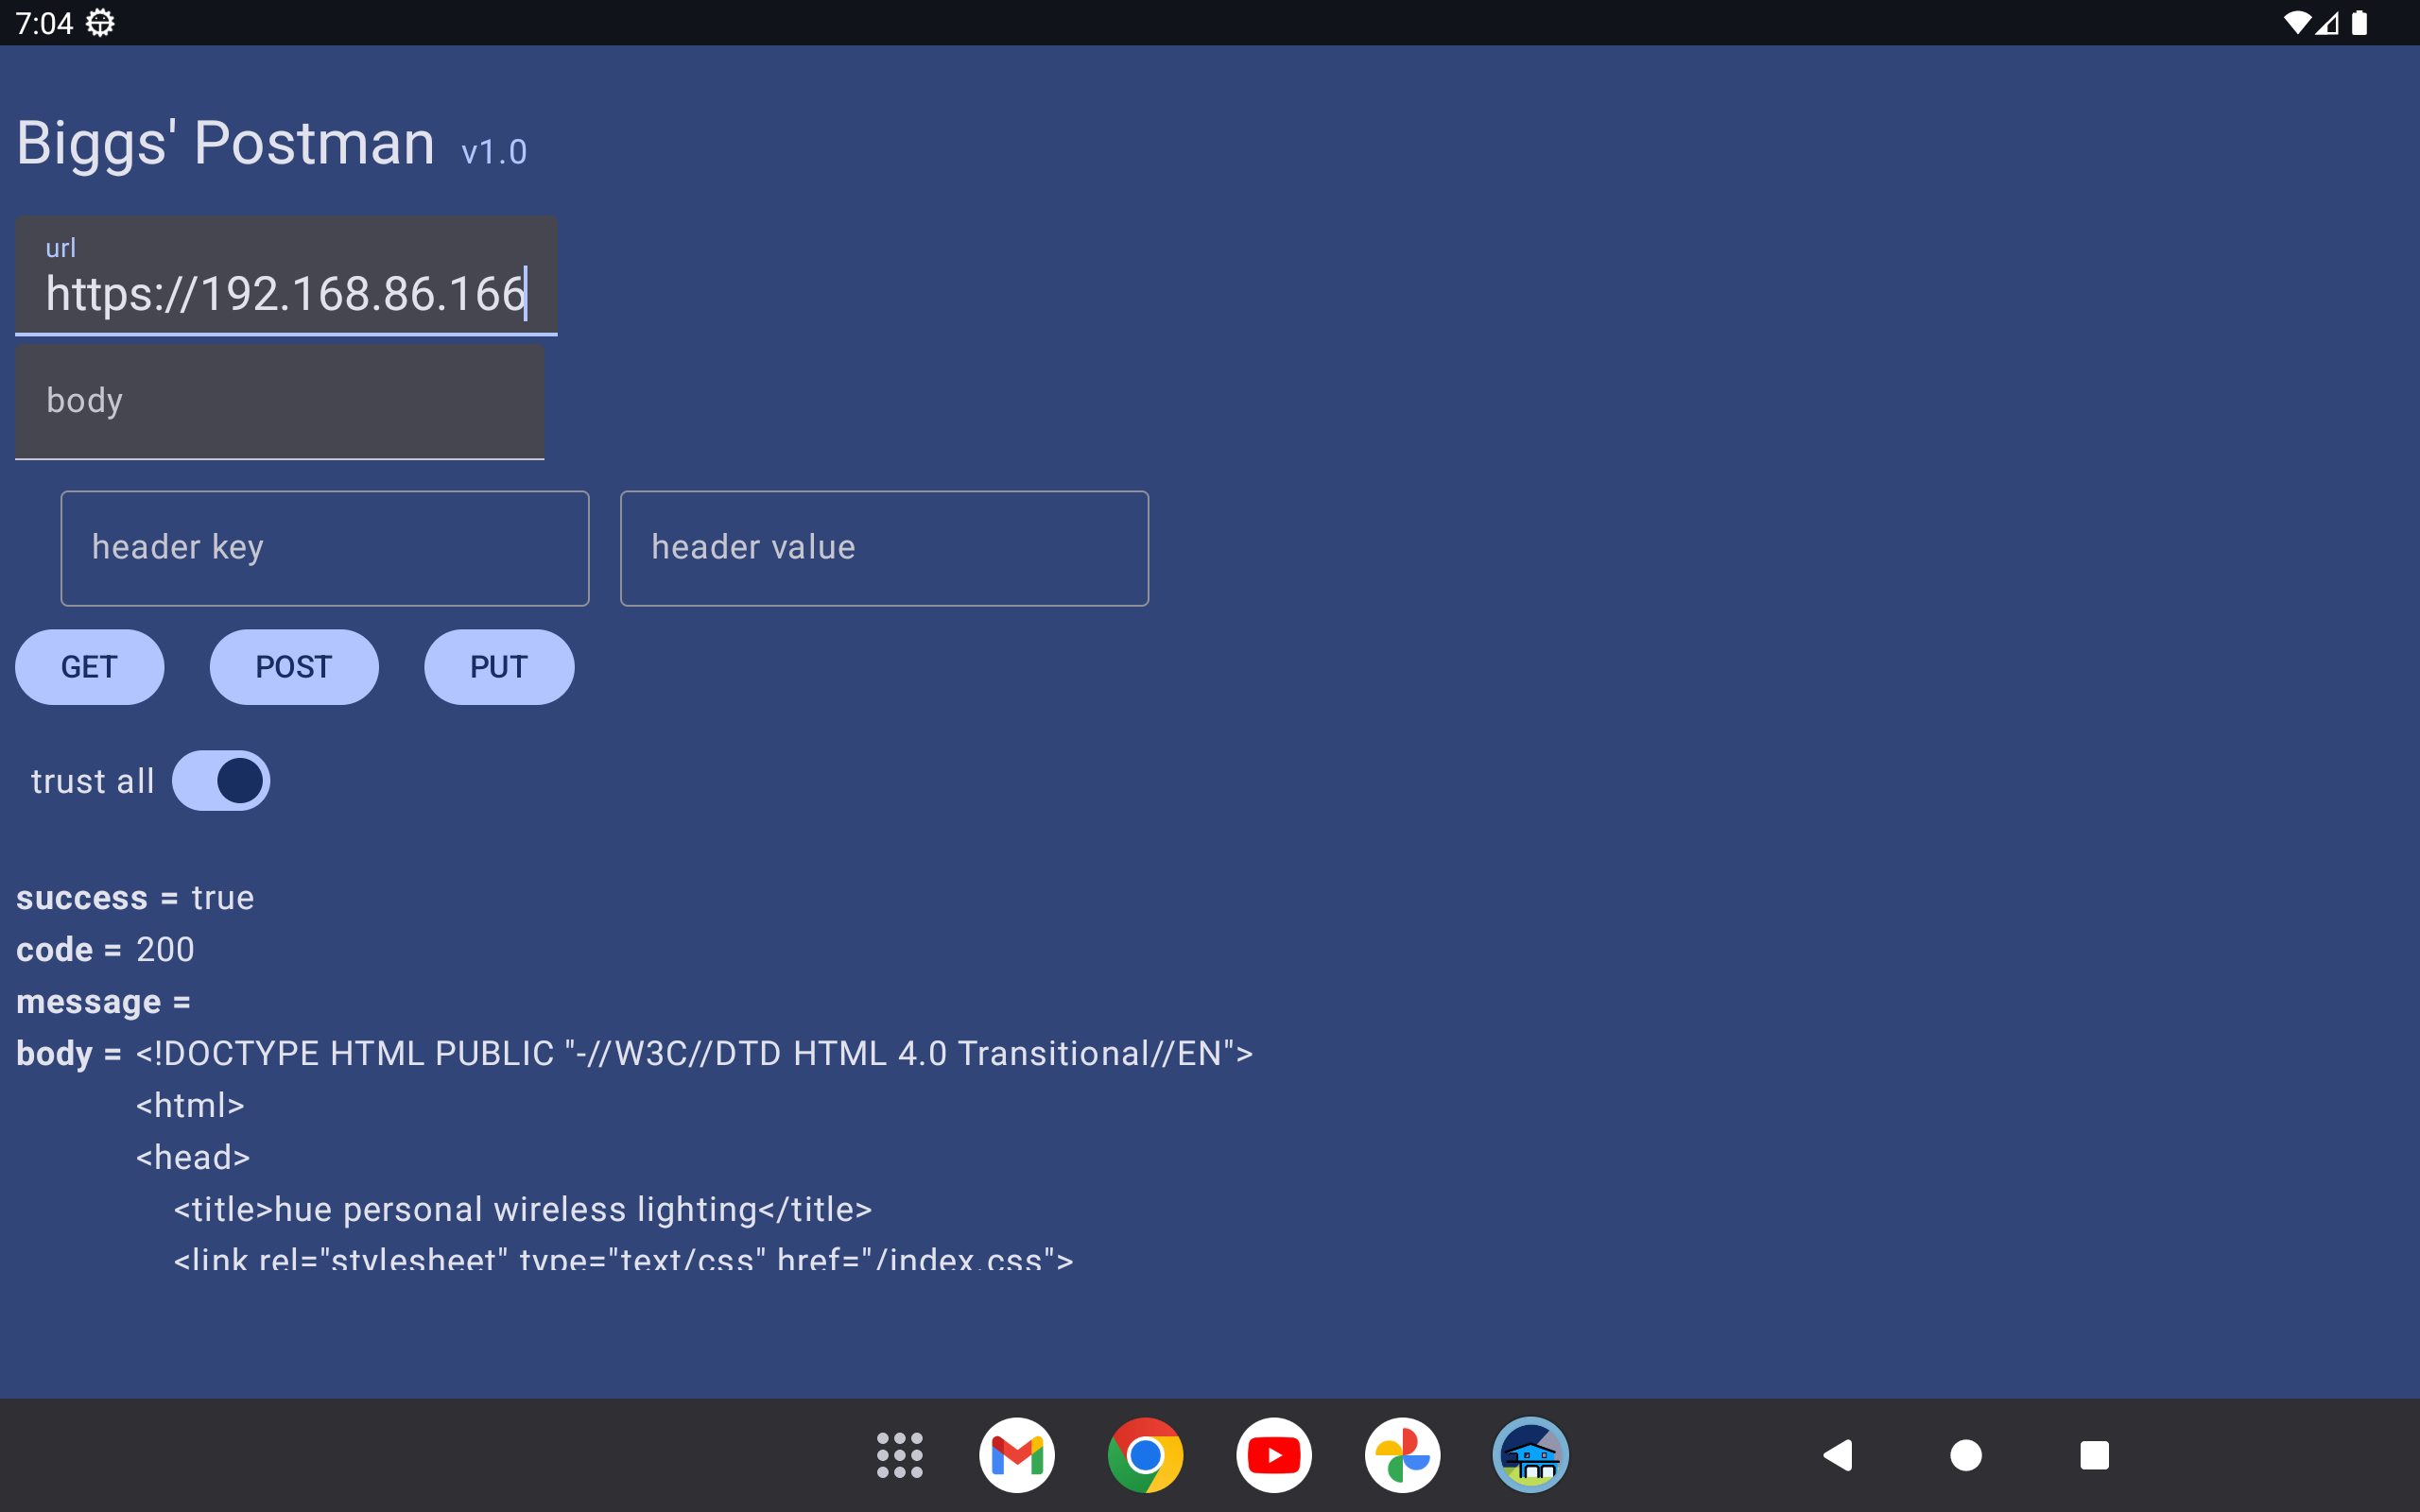 7:04
Biggs' Postman v1.0
url
https://192.168.86.166
body
header key header value
GET POST PUT
trust all
success = true
code = 200
message =
body = <!DOCTYPE HTML PUBLIC "-//W3C//DTD HTML 4.0 Transitional//EN">
<html>
<head>
<title>hue personal wireless lighting</title>
<link rel="stylesheet" type="text/css" href="/index.css">